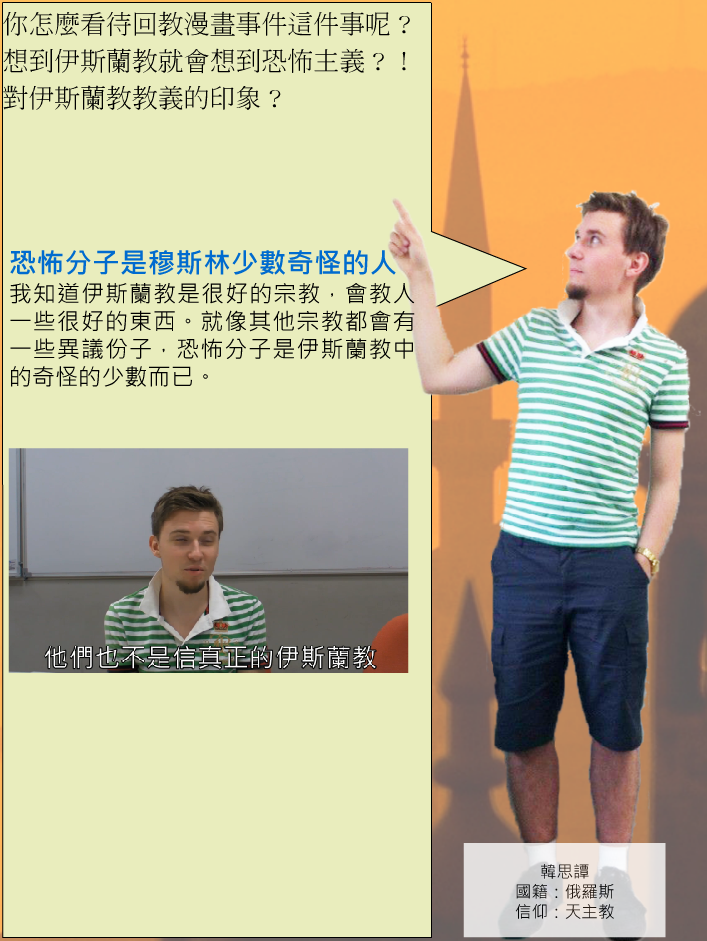 你怎麼看待回教漫畫事件這件事呢？
想到伊斯蘭教就會想到恐怖主義？！
對伊斯蘭教教義的印象？
恐怖分子是穆斯林少數奇怪的人
我知道伊斯蘭教是很好的宗教，會教人
一些很好的東西。就像其他宗教都會有
一些異議份子，恐怖分子是伊斯蘭教中
的奇怪的少數而已。
他們也不是信真正的伊斯蘭教
韓思譚
國籍：俄羅斯
信仰：天主教